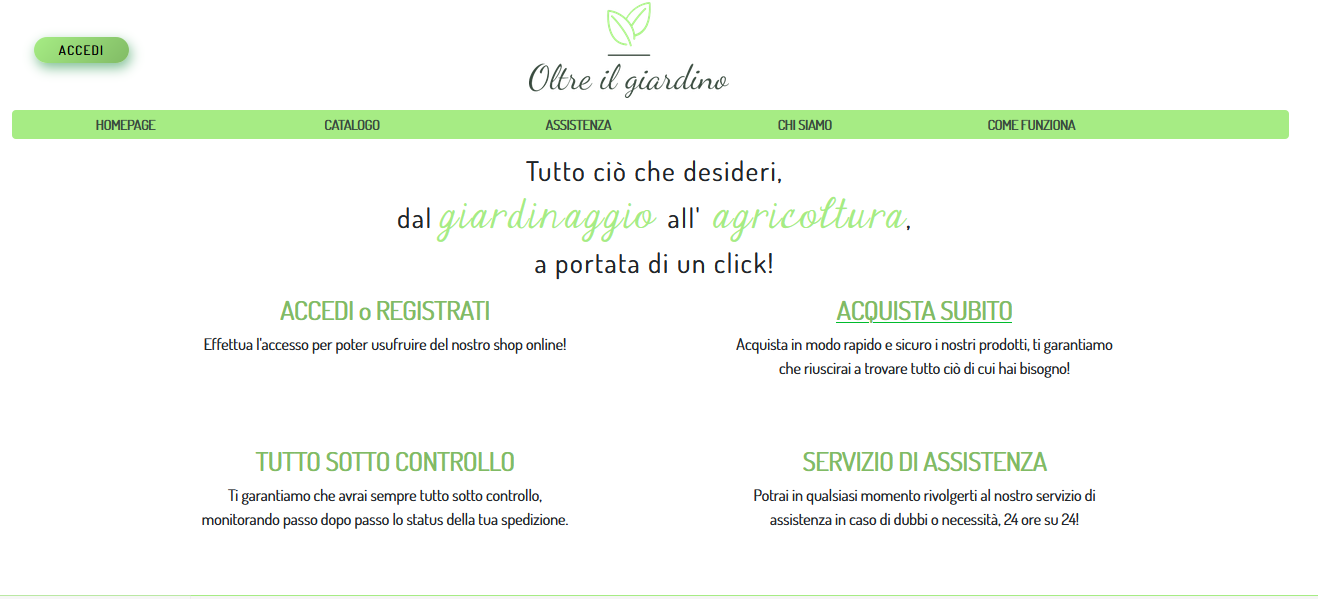 ACCEDI
Oltre il giardino
HOMEPAGE CATALOGO ASSISTENZA CHI SIAMO COME FUNZIONA
Tutto ciò che desideri,
dal giardinaggio all' agricoltura,
a portata di un click!
ACCEDI o REGISTRATI
Effettua l'accesso per poter usufruire del nostro shop online!
ACQUISTA SUBITO
Acquista in modo rapido e sicuro i nostri prodotti, ti garantiamo
che riuscirai a trovare tutto ciò di cui hai bisogno!
TUTTO SOTTO CONTROLLO
Ti garantiamo che avrai sempre tutto sotto controllo,
monitorando passo dopo passo lo status della tua spedizione.
SERVIZIO DI ASSISTENZA
Potrai in qualsiasi momento rivolgerti al nostro servizio di
assistenza in caso di dubbi o necessità, 24 ore su 24!